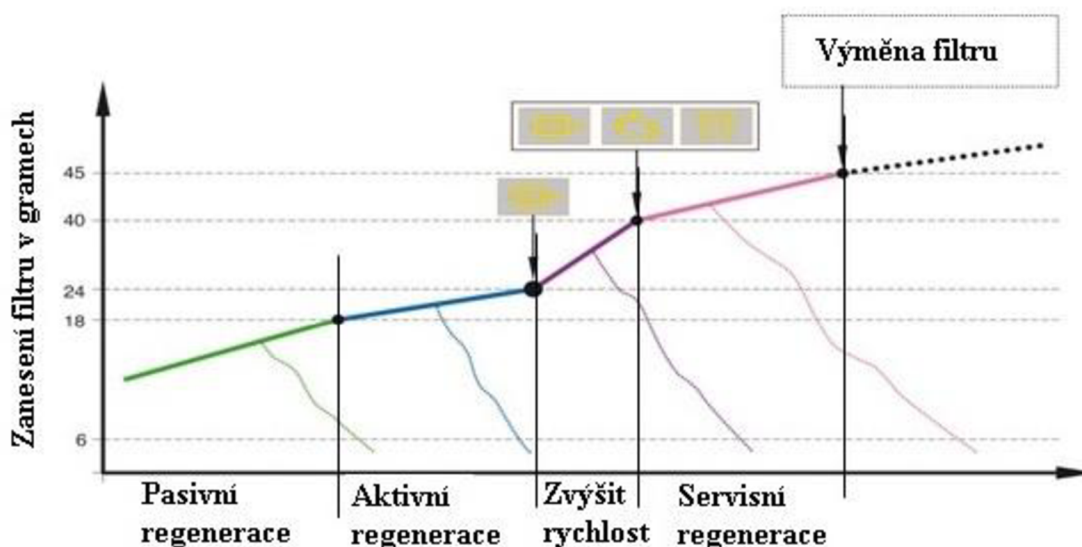 Výměna filtru
Zanesení filtru v gramech
45
40
24
18
6
Pasivní
regenerace
Aktivní
regenerace
Zvýšit
rychlost
Servisní
regenerace